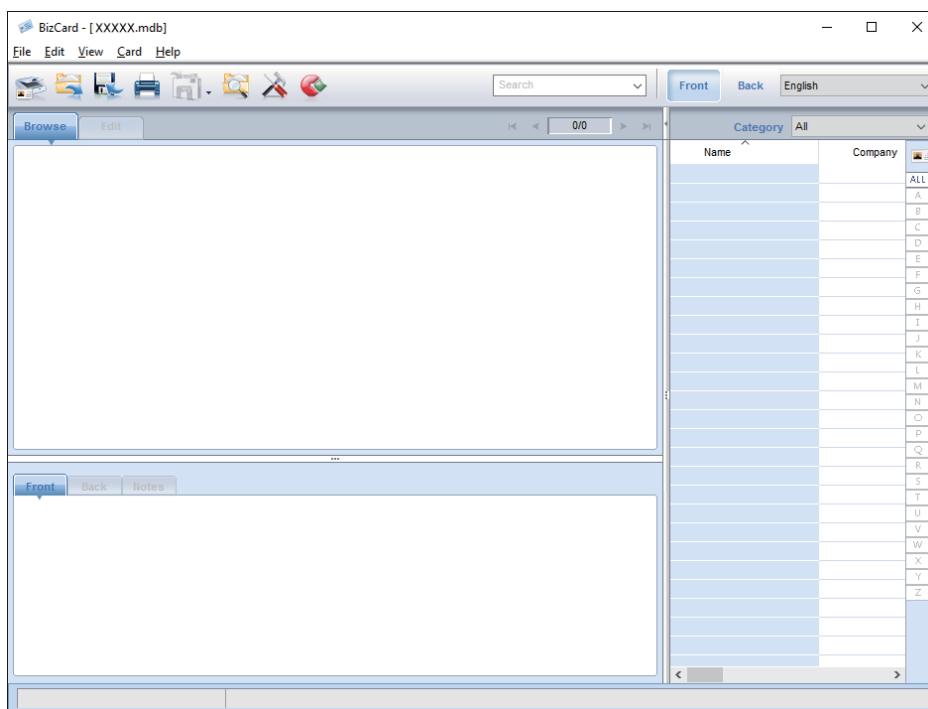 BizCard - [XXXXX.mdb]
File Edit View Card Help
Search
Front Back English
Browse Edit 0/0
Category All
Name Company
ALL
A
B
C
D
E
F
G
H
I
J
K
L
M
N
O
P
Q
R
S
T
U
V
W
X
Y
Z
Front Back Notes